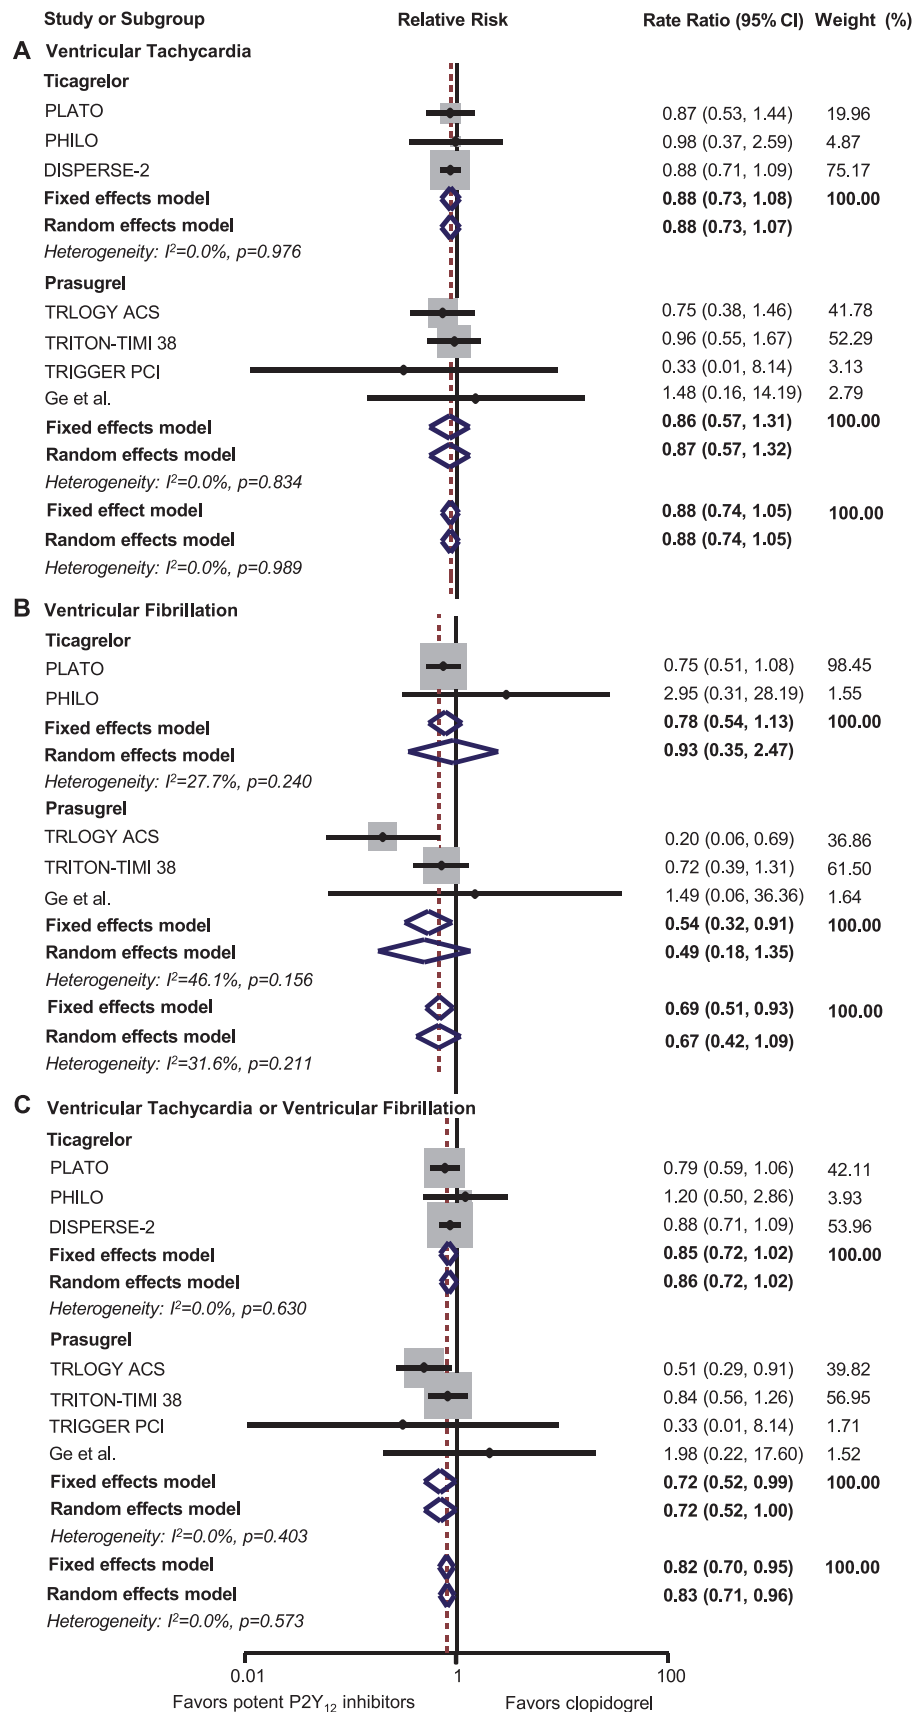 Study or Subgroup Relative Risk Rate Ratio (95% CI) Weight (%)
A Ventricular Tachycardia
Ticagrelor
PLATO 0.87 (0.53, 1.44) 19.96
PHILO 0.98 (0.37, 2.59) 4.87
DISPERSE-2 0.88 (0.71, 1.09) 75.17
Fixed effects model 0.88 (0.73, 1.08) 100.00
Random effects model 0.88 (0.73, 1.07)
Heterogeneity: I²=0.0%, p=0.976
Prasugrel
TRLOGY ACS 0.75 (0.38, 1.46) 41.78
TRITON-TIMI 38 0.96 (0.55, 1.67) 52.29
TRIGGER PCI 0.33 (0.01, 8.14) 3.13
Ge et al. 1.48 (0.16, 14.19) 2.79
Fixed effects model 0.86 (0.57, 1.31) 100.00
Random effects model 0.87 (0.57, 1.32)
Heterogeneity: I²=0.0%, p=0.834
Fixed effect model 0.88 (0.74, 1.05) 100.00
Random effects model 0.88 (0.74, 1.05)
Heterogeneity: I²=0.0%, p=0.989
B Ventricular Fibrillation
Ticagrelor
PLATO 0.75 (0.51, 1.08) 98.45
PHILO 2.95 (0.31, 28.19) 1.55
Fixed effects model 0.78 (0.54, 1.13) 100.00
Random effects model 0.93 (0.35, 2.47)
Heterogeneity: I²=27.7%, p=0.240
Prasugrel
TRLOGY ACS 0.20 (0.06, 0.69) 36.86
TRITON-TIMI 38 0.72 (0.39, 1.31) 61.50
Ge et al. 1.49 (0.06, 36.36) 1.64
Fixed effects model 0.54 (0.32, 0.91) 100.00
Random effects model 0.49 (0.18, 1.35)
Heterogeneity: I²=46.1%, p=0.156
Fixed effects model 0.69 (0.51, 0.93) 100.00
Random effects model 0.67 (0.42, 1.09)
Heterogeneity: I²=31.6%, p=0.211
C Ventricular Tachycardia or Ventricular Fibrillation
Ticagrelor
PLATO 0.79 (0.59, 1.06) 42.11
PHILO 1.20 (0.50, 2.86) 3.93
DISPERSE-2 0.88 (0.71, 1.09) 53.96
Fixed effects model 0.85 (0.72, 1.02) 100.00
Random effects model 0.86 (0.72, 1.02)
Heterogeneity: I²=0.0%, p=0.630
Prasugrel
TRLOGY ACS 0.51 (0.29, 0.91) 39.82
TRITON-TIMI 38 0.84 (0.56, 1.26) 56.95
TRIGGER PCI 0.33 (0.01, 8.14) 1.71
Ge et al. 1.98 (0.22, 17.60) 1.52
Fixed effects model 0.72 (0.52, 0.99) 100.00
Random effects model 0.72 (0.52, 1.00)
Heterogeneity: I²=0.0%, p=0.403
Fixed effects model 0.82 (0.70, 0.95) 100.00
Random effects model 0.83 (0.71, 0.96)
Heterogeneity: I²=0.0%, p=0.573
0.01 1 100
Favors potent P2Y₁₂ inhibitors Favors clopidogrel